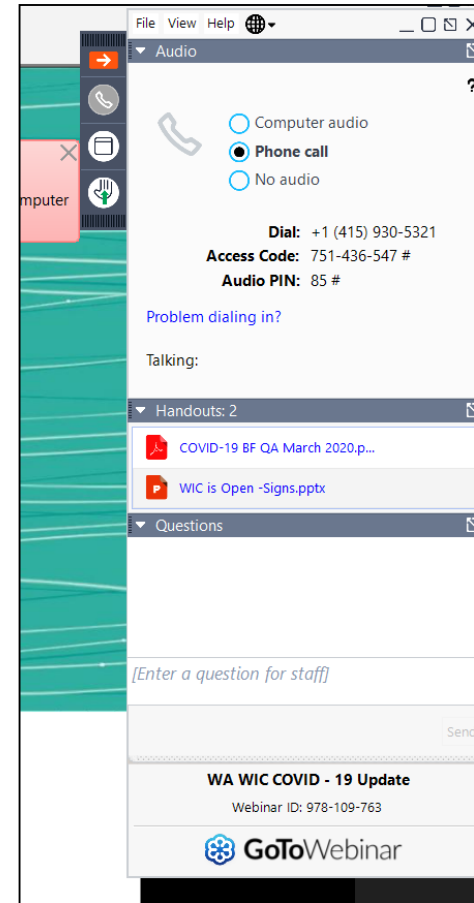 File View Help
Audio
?
mputer
Computer audio
Phone call
No audio
Dial: +1 (415) 930-5321
Access Code: 751-436-547 #
Audio PIN: 85 #
Problem dialing in?
Talking:
Handouts: 2
COVID-19 BF QA March 2020.p...
P
WIC is Open -Signs.pptx
Questions
[Enter a question for staff]
Send
WA WIC COVID - 19 Update
Webinar ID: 978-109-763
GoToWebinar